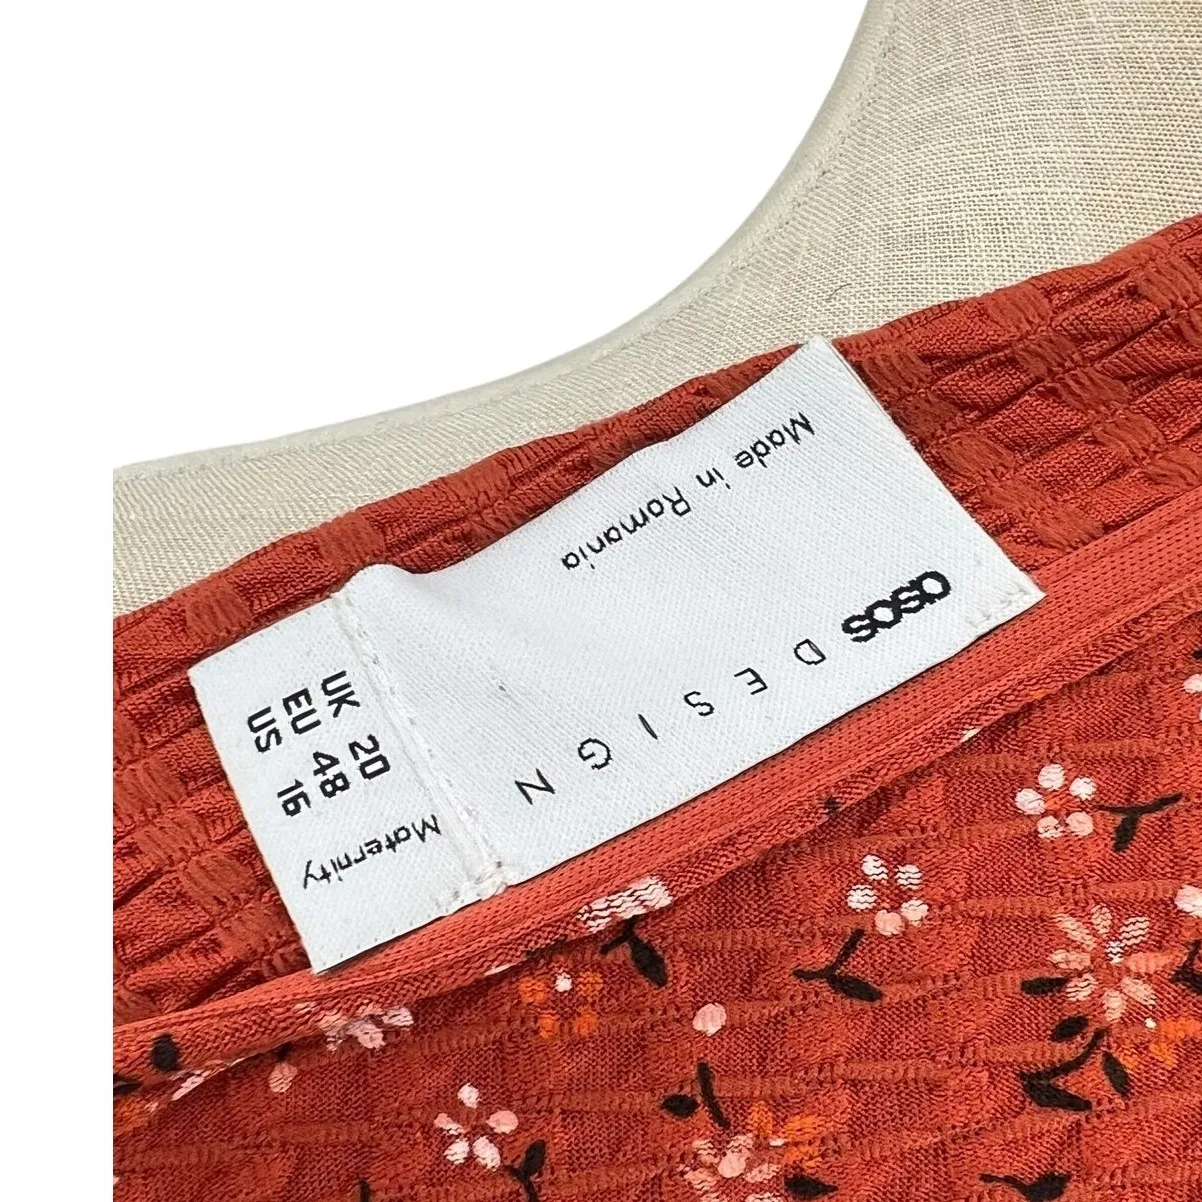 asos
DESIGN
Made in Romania
UK 20
EU 48
US 16
Maternity